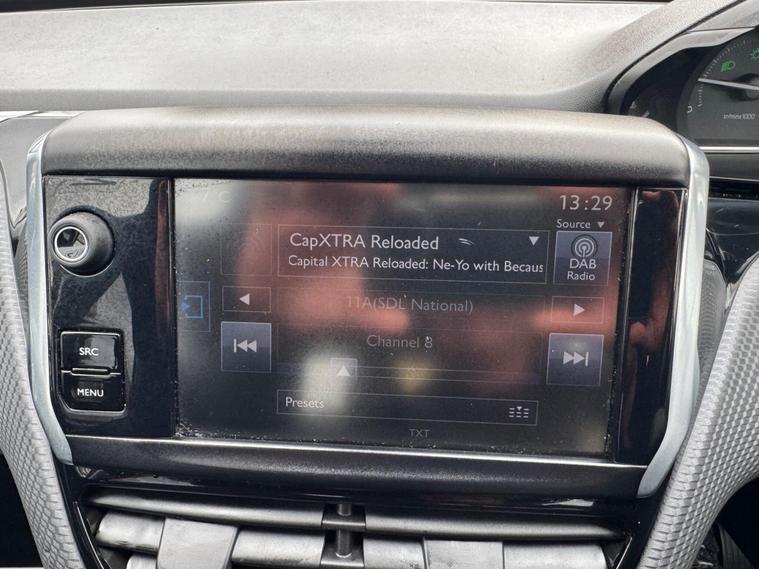 13:29
Source
CapXTRA Reloaded
Capital XTRA Reloaded: Ne-Yo with Becaus
DAB
Radio
11A(SDL National)
Channel 8
Presets
TXT
SRC
MENU